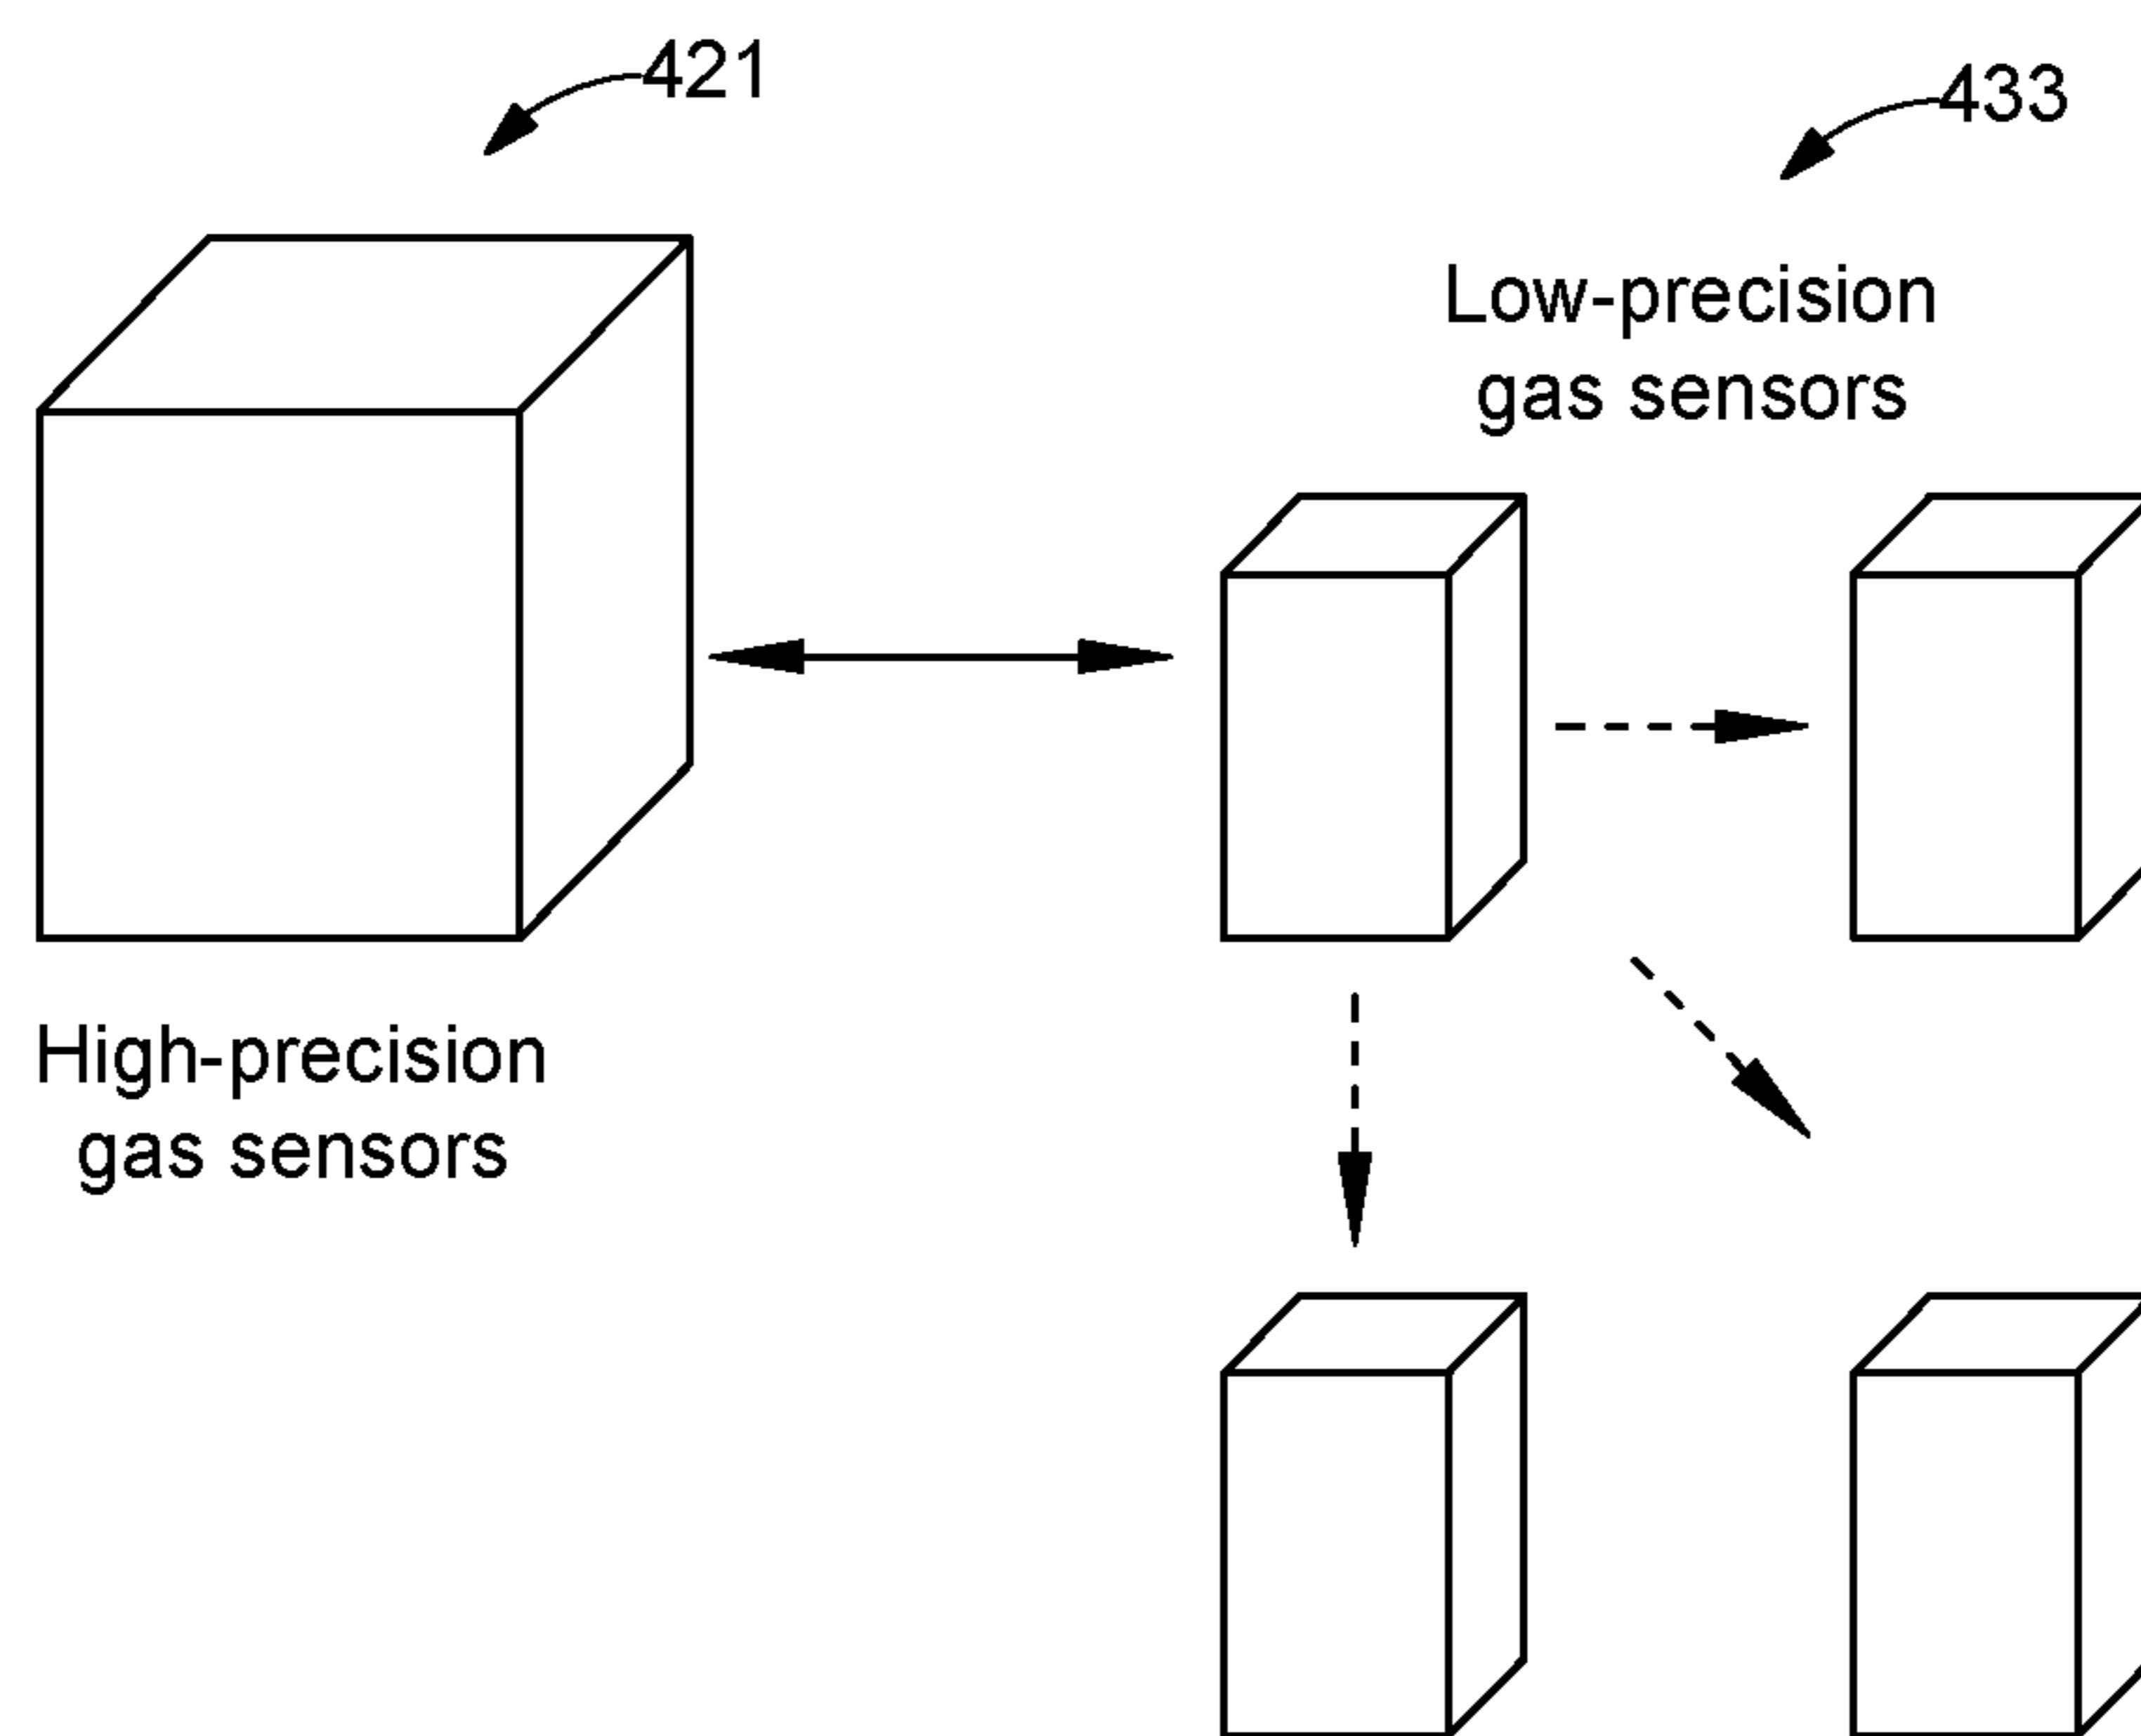 421
433
Low-precision
gas sensors
High-precision
gas sensors